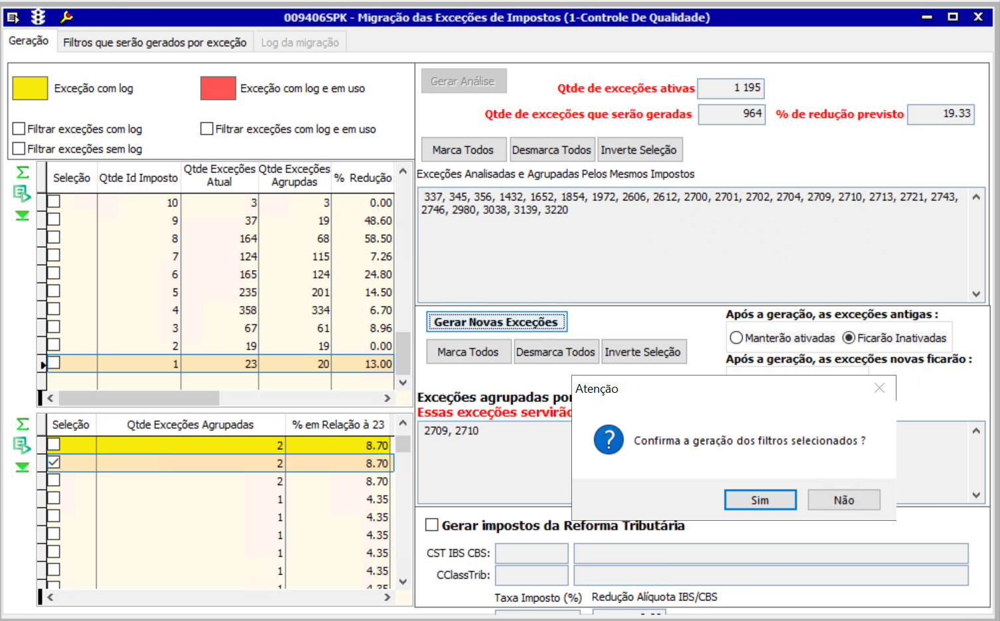 009406SPK - Migração das Exceções de Impostos (1-Controle De Qualidade)
Geração
Filtros que serão gerados por exceção
Log da migração
Exceção com log
Exceção com log e em uso
Filtrar exceções com log
Filtrar exceções com log e em uso
Filtrar exceções sem log
Gerar Análise
Qtde de exceções ativas 1 195
Qtde de exceções que serão geradas 964
% de redução previsto 19.33
Marca Todos Desmarca Todos Inverte Seleção
Exceções Analisadas e Agrupadas Pelos Mesmos Impostos
337, 345, 356, 1432, 1652, 1854, 1972, 2606, 2612, 2700, 2701, 2702, 2704, 2709, 2710, 2713, 2721, 2743,
2746, 2980, 3038, 3139, 3220
Seleção Qtde Id Imposto Qtde Exceções Atual Qtde Exceções Agrupdas % Redução
10 3 3 0.00
9 37 19 48.60
8 164 68 58.50
7 124 115 7.26
6 165 124 24.80
5 235 201 14.50
4 358 334 6.70
3 67 61 8.96
2 19 19 0.00
1 23 20 13.00
Gerar Novas Exceções
Marca Todos Desmarca Todos Inverte Seleção
Após a geração, as exceções antigas :
Manterão ativadas Ficarão Inativadas
Após a geração, as exceções novas ficarão :
Exceções agrupadas por
Essas exceções servirão
2709, 2710
Atenção
Confirma a geração dos filtros selecionados ?
Sim Não
Seleção Qtde Exceções Agrupadas % em Relação à 23
2 8.70
2 8.70
2 8.70
1 4.35
1 4.35
1 4.35
1 4.35
1 4.35
1 4.35
Gerar impostos da Reforma Tributária
CST IBS CBS:
CClassTrib:
Taxa Imposto (%) Redução Alíquota IBS/CBS